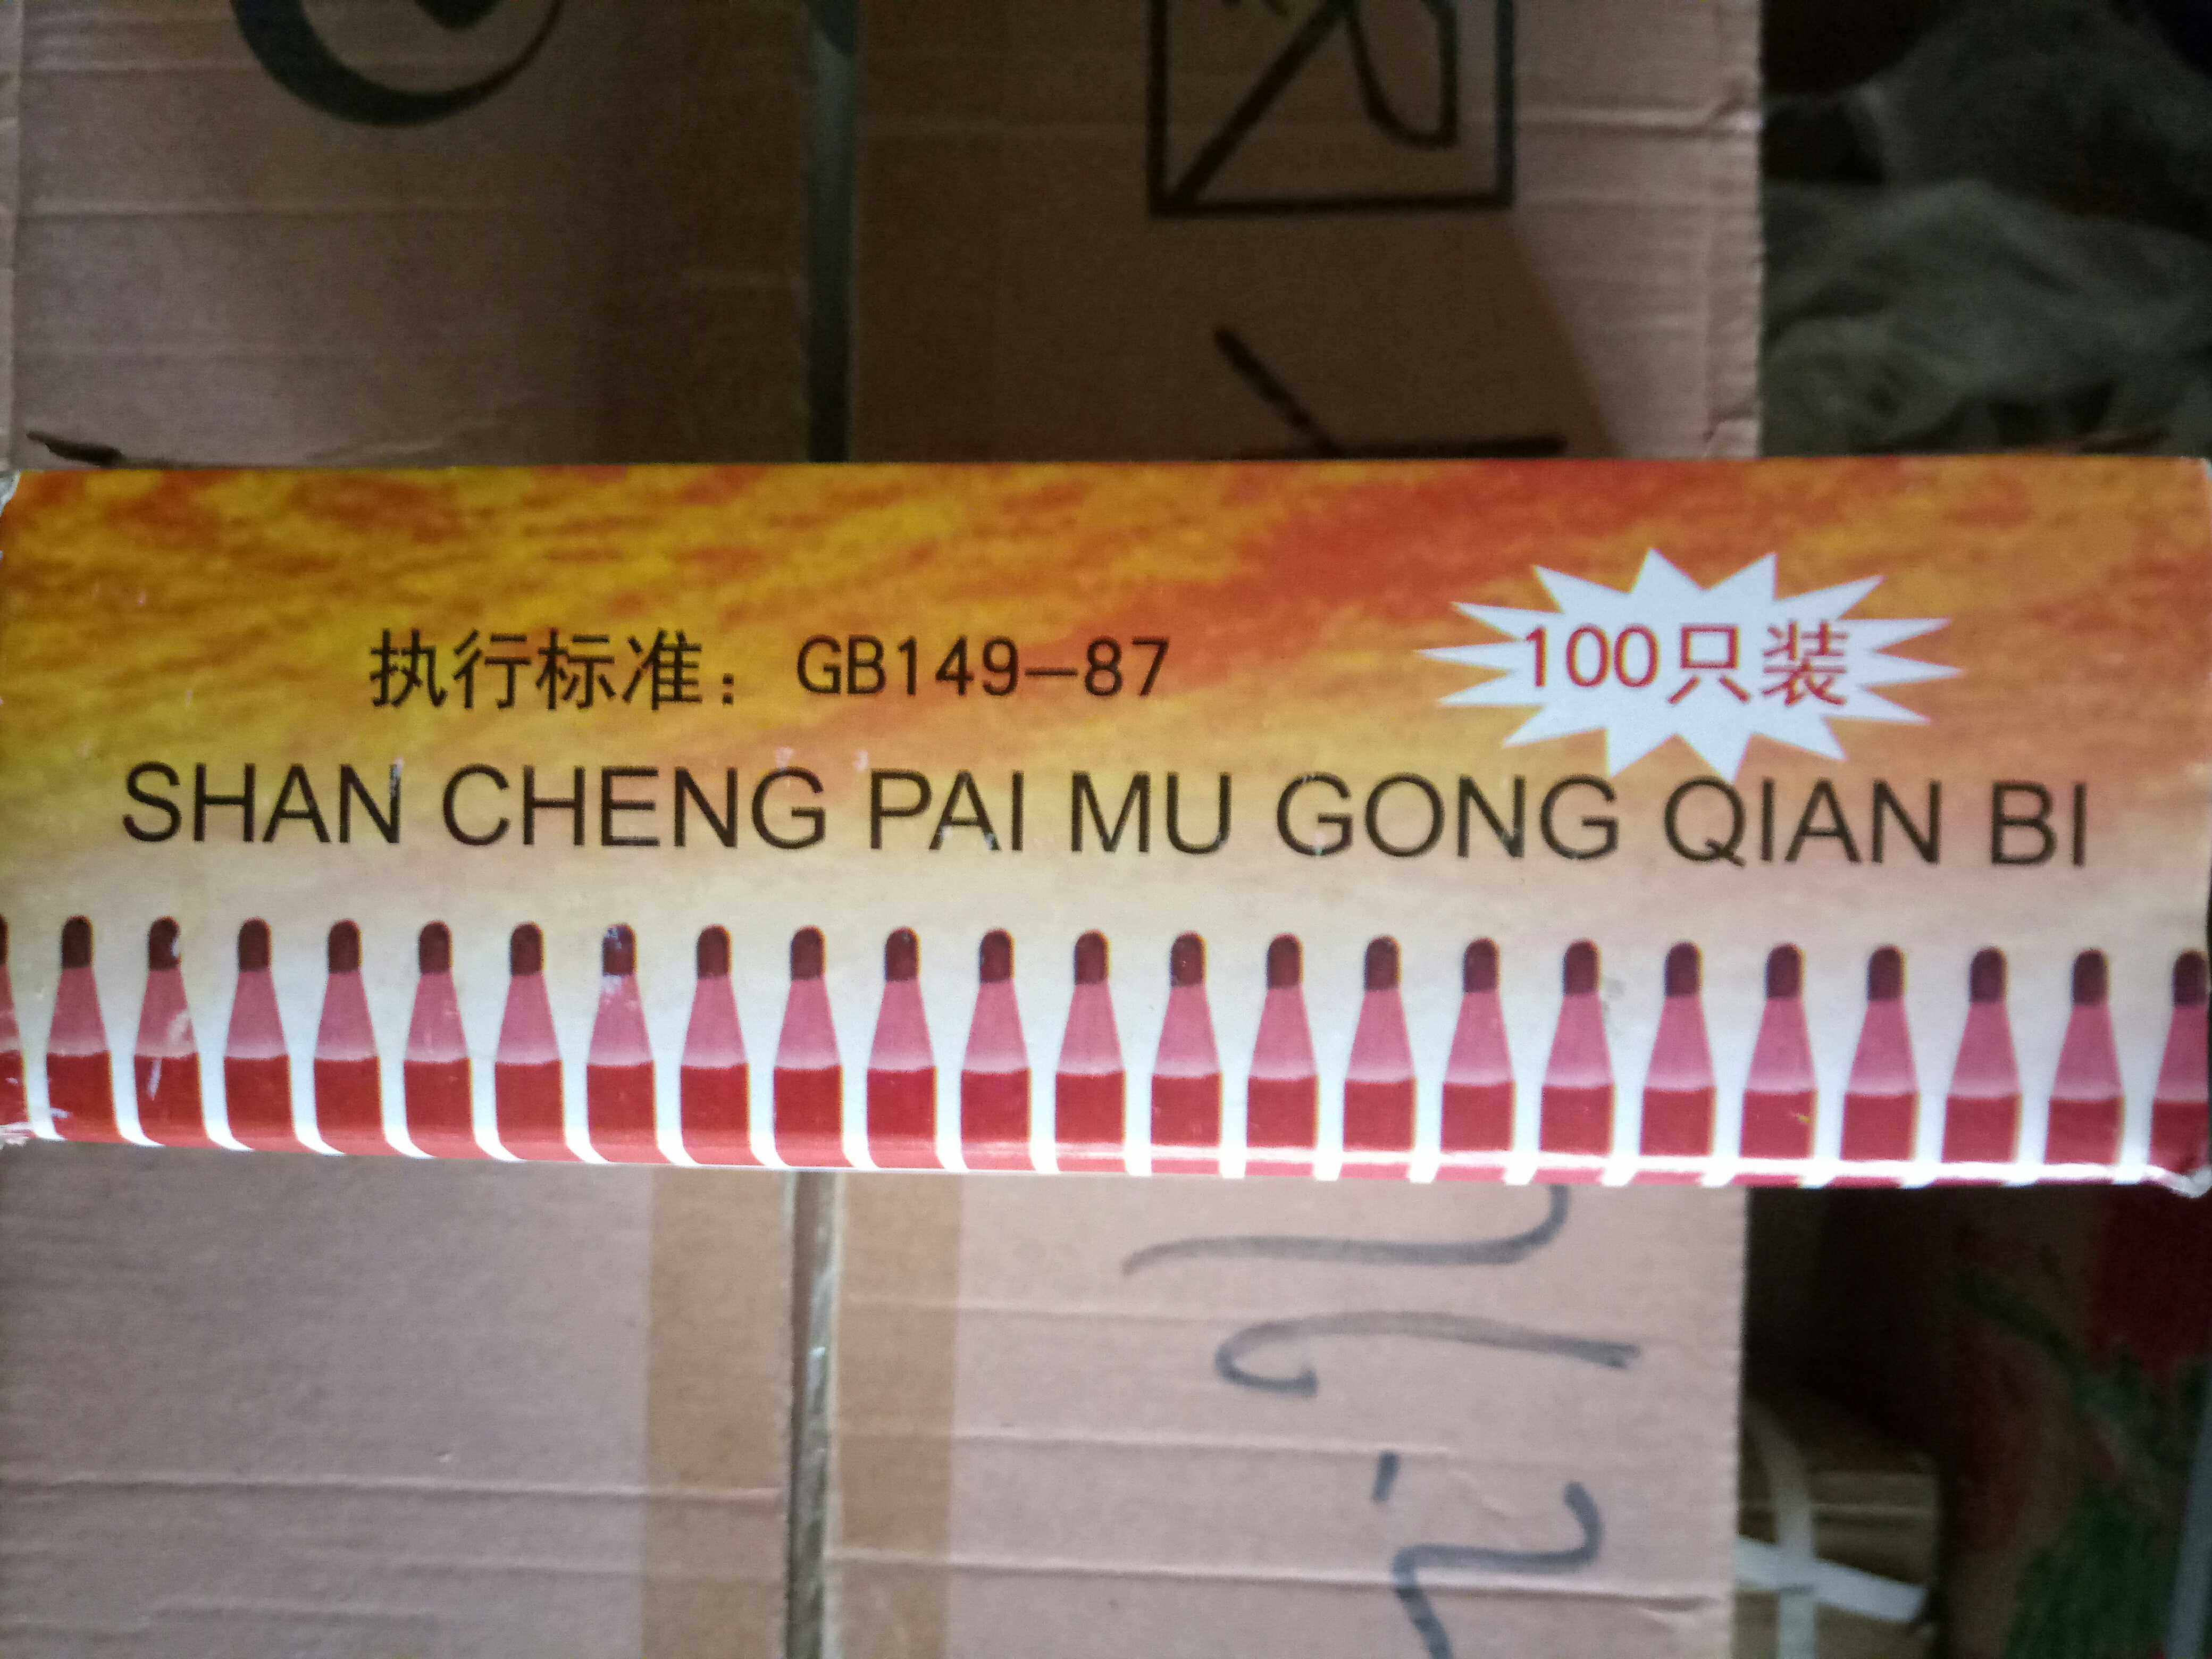 执行标准：GB149-87
100只装
SHAN CHENG PAI MU GONG QIAN BI